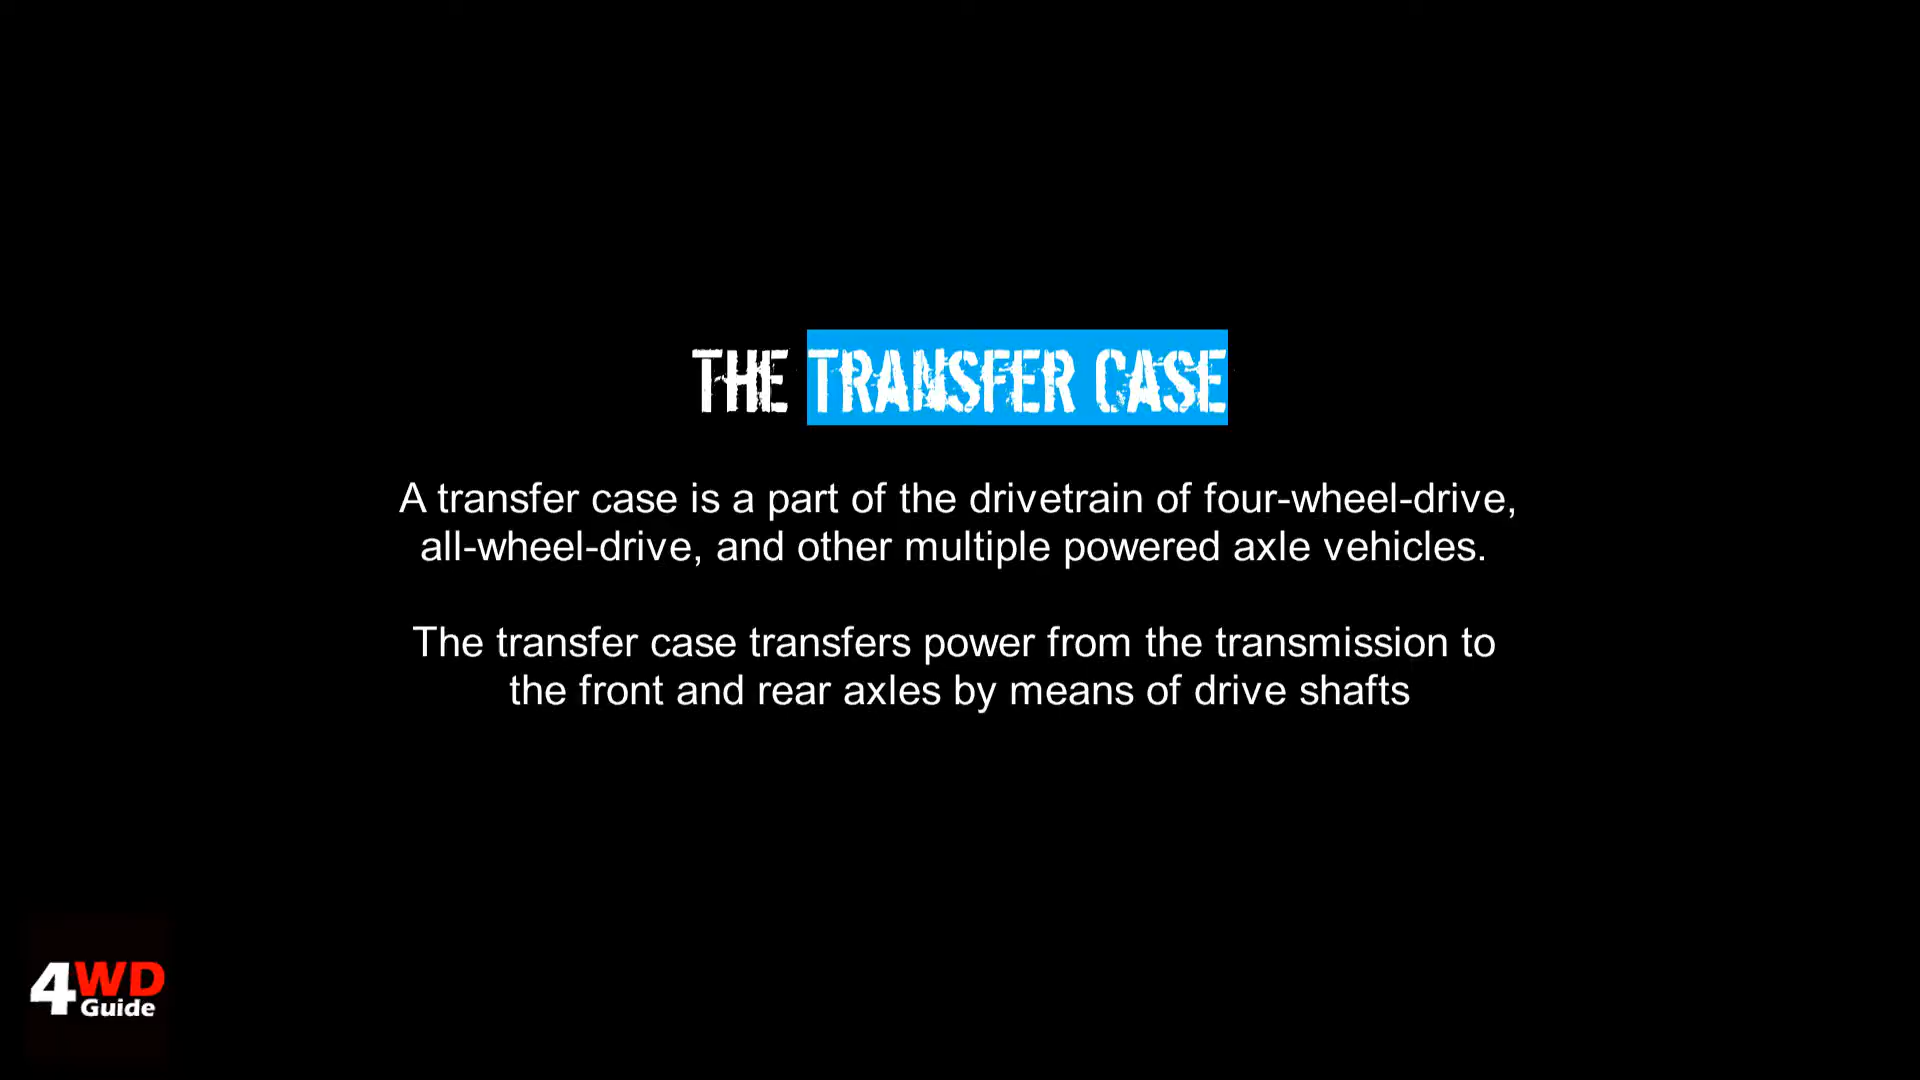 THE TRANSFER CASE
A transfer case is a part of the drivetrain of four-wheel-drive,
all-wheel-drive, and other multiple powered axle vehicles.
The transfer case transfers power from the transmission to
the front and rear axles by means of drive shafts
4WD
Guide